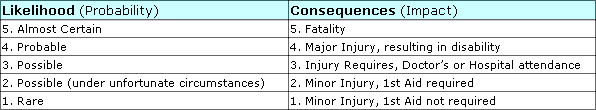 Likelihood (Probability) Consequences (Impact)
5. Almost Certain 5. Fatality
4. Probable 4. Major Injury, resulting in disability
3. Possible 3. Injury Requires, Doctor's or Hospital attendance
2. Possible (under unfortunate circumstances) 2. Minor Injury, 1st Aid required
1. Rare 1. Minor Injury, 1st Aid not required